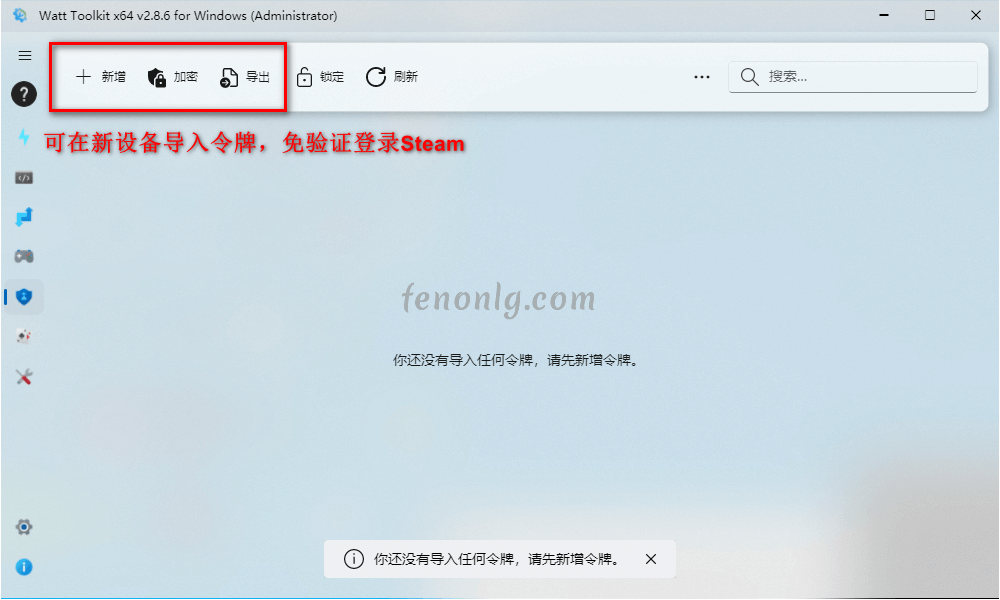 Watt Toolkit x64 v2.8.6 for Windows (Administrator)
新增 加密 导出 锁定 刷新 ... 搜索...
可在新设备导入令牌，免验证登录Steam
fenonlg.com
你还没有导入任何令牌，请先新增令牌。
你还没有导入任何令牌，请先新增令牌。